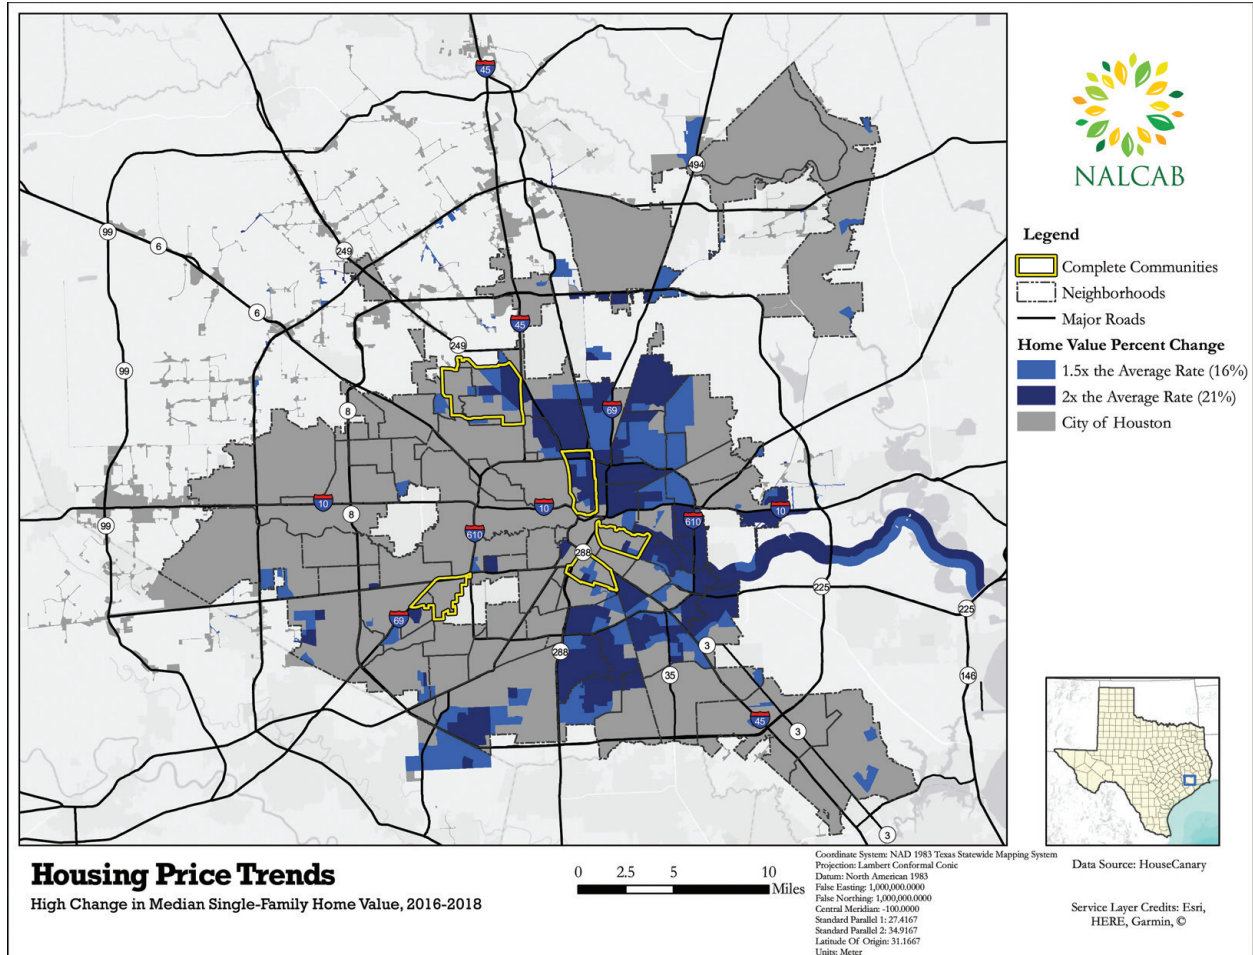 45
494
99
6
249
6
45
249
99
69
8
10
10
10
8
99
610
610
288
225
69
225
288
3
35
146
45
3
3
NALCAB
Legend
Complete Communities
Neighborhoods
Major Roads
Home Value Percent Change
1.5x the Average Rate (16%)
2x the Average Rate (21%)
City of Houston
Housing Price Trends
High Change in Median Single-Family Home Value, 2016-2018
0 2.5 5 10
Miles
Coordinate System: NAD 1983 Texas Statewide Mapping System
Projection: Lambert Conformal Conic
Datum: North American 1983
False Easting: 1,000,000.0000
False Northing: 1,000,000.0000
Central Meridian: -100.0000
Standard Parallel 1: 27.4167
Standard Parallel 2: 34.9167
Latitude Of Origin: 31.1667
Units: Meter
Data Source: HouseCanary
Service Layer Credits: Esri,
HERE, Garmin, ©